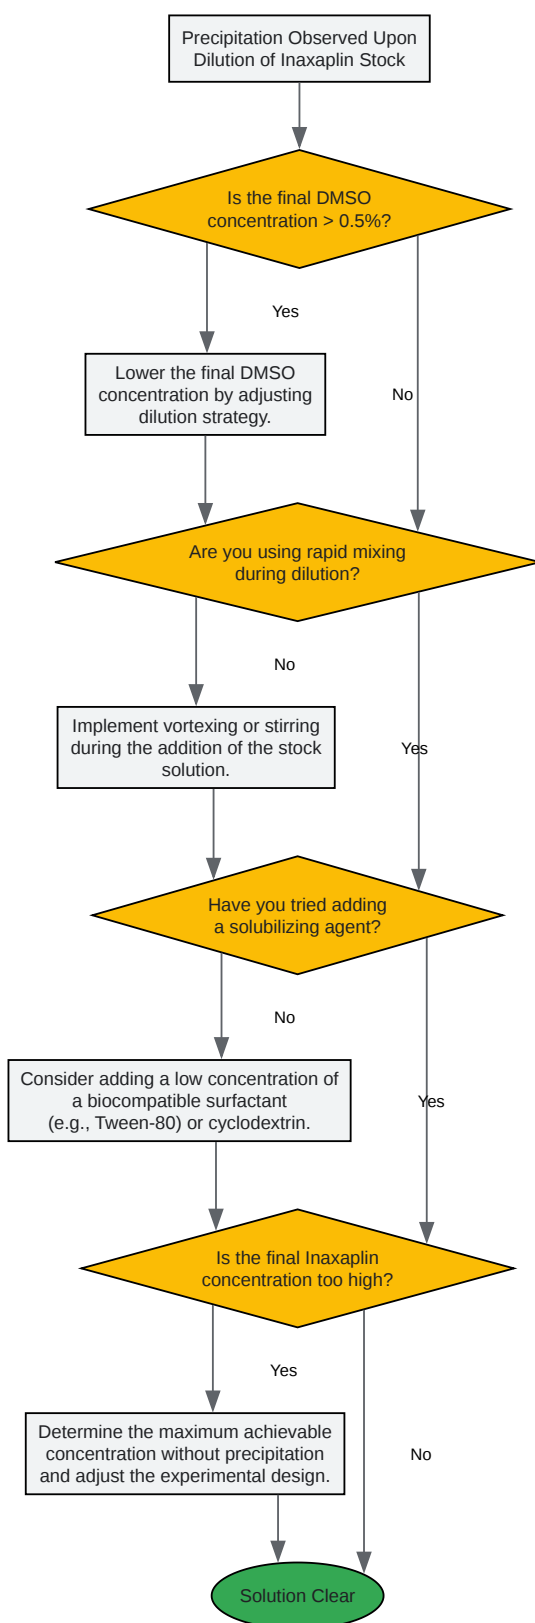 Precipitation Observed Upon
Dilution of Inaxaplin Stock
Is the final DMSO
concentration > 0.5%?
Yes
Lower the final DMSO
concentration by adjusting
dilution strategy.
No
Are you using rapid mixing
during dilution?
No
Implement vortexing or stirring
during the addition of the stock
solution.
Yes
Have you tried adding
a solubilizing agent?
No
Consider adding a low concentration of
a biocompatible surfactant
(e.g., Tween-80) or cyclodextrin.
Yes
Is the final Inaxaplin
concentration too high?
Yes
Determine the maximum achievable
concentration without precipitation
and adjust the experimental design.
No
Solution Clear